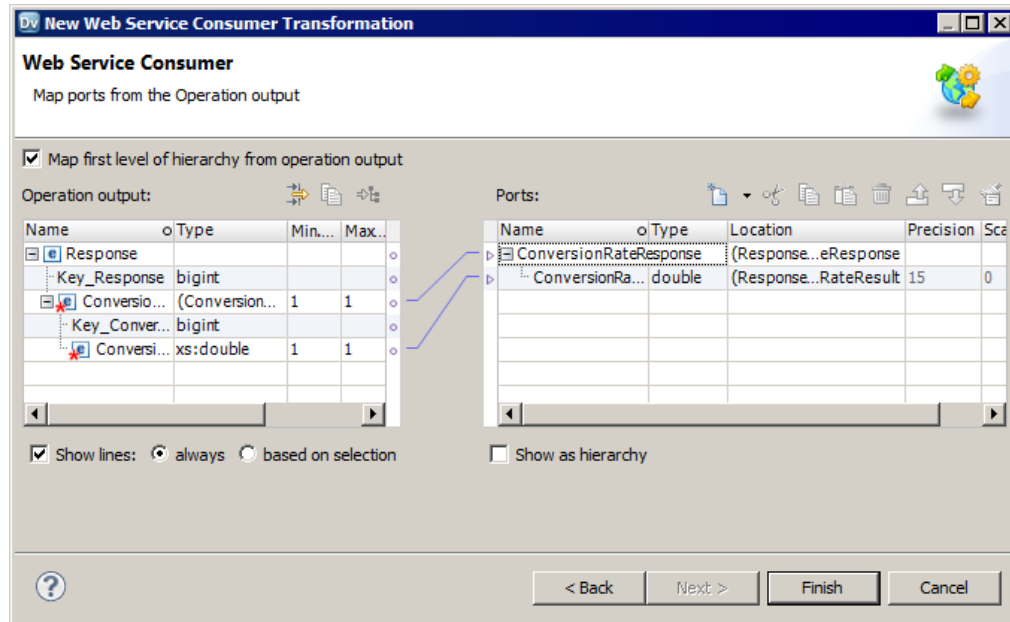 Dv New Web Service Consumer Transformation
Web Service Consumer
Map ports from the Operation output
Map first level of hierarchy from operation output
Operation output:
Ports:
Name Type Min.... Max...
Name Type Location Precision Sca
Response
ConversionRateResponse (Response...eResponse
Key_Response bigint
ConversionRa... double (Response...RateResult 15 0
Conversio... (Conversion... 1 1
Key_Conver... bigint
Conversi... xs:double 1 1
Show lines: always based on selection
Show as hierarchy
? < Back Next > Finish Cancel